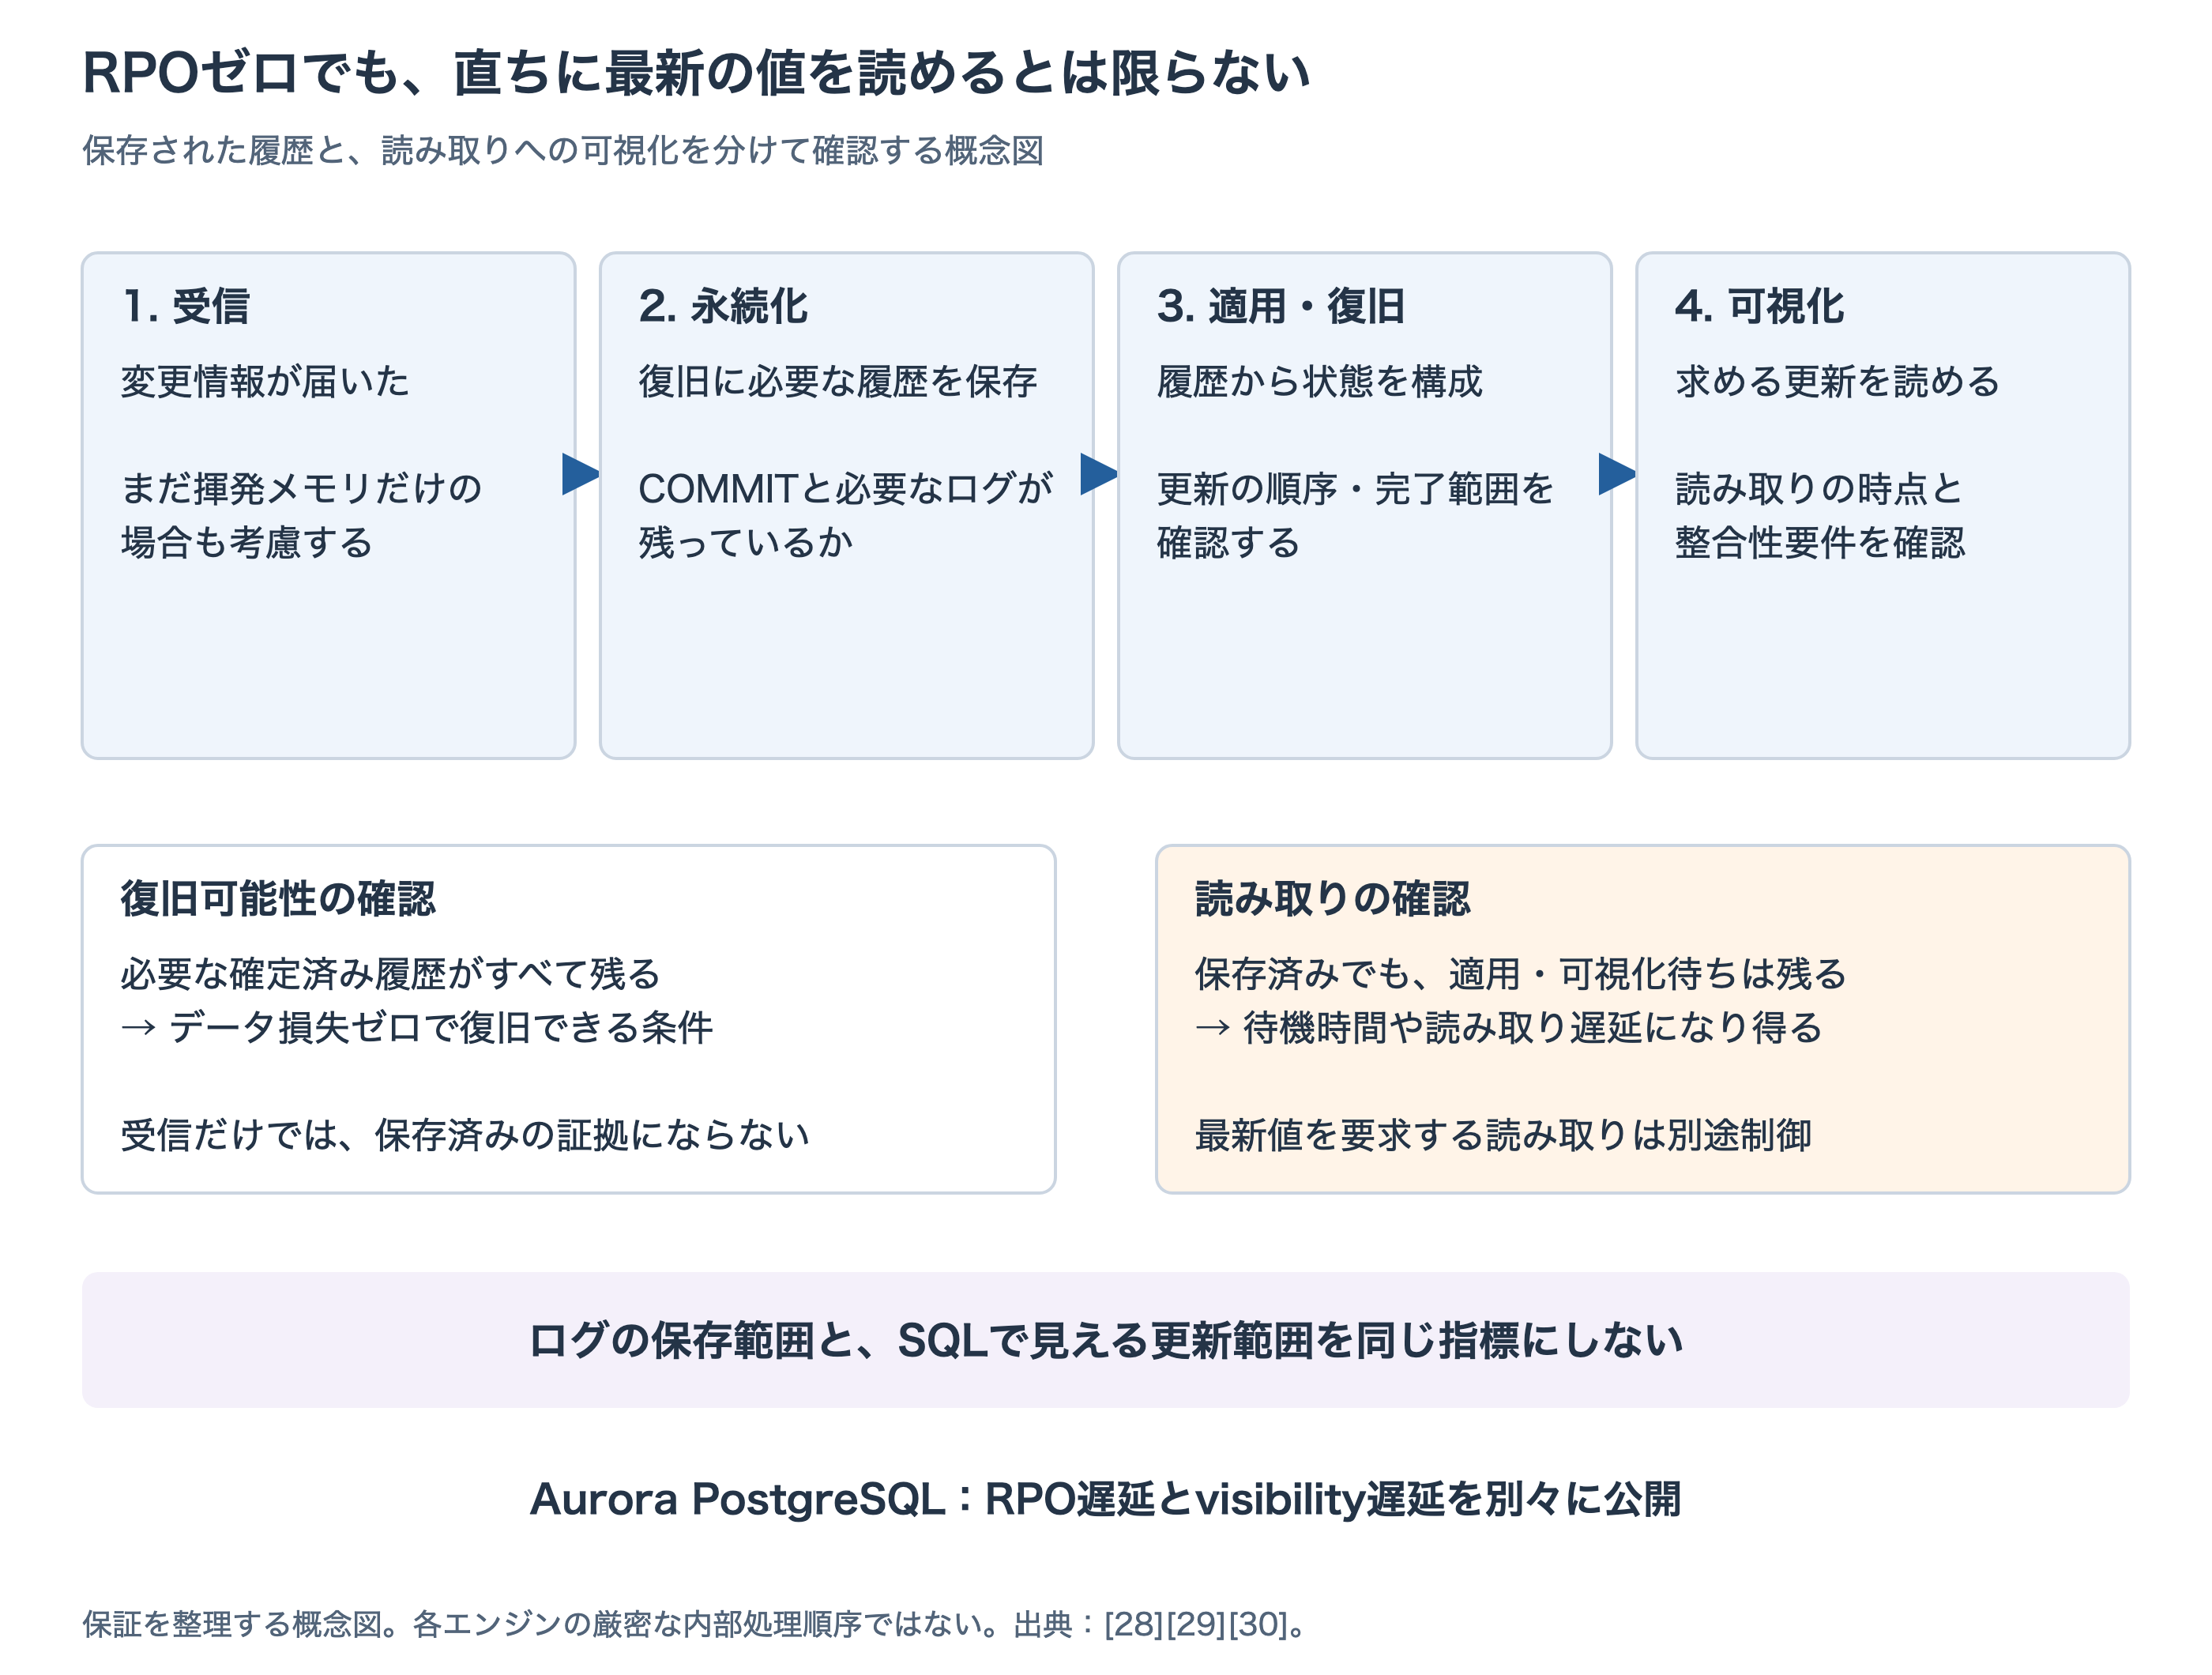 RPOゼロでも、直ちに最新の値を読めるとは限らない
保存された履歴と、読み取りへの可視化を分けて確認する概念図
1. 受信
変更情報が届いた
まだ揮発メモリだけの
場合も考慮する
2. 永続化
復旧に必要な履歴を保存
COMMITと必要なログが
残っているか
3. 適用・復旧
履歴から状態を構成
更新の順序・完了範囲を
確認する
4. 可視化
求める更新を読める
読み取りの時点と
整合性要件を確認
復旧可能性の確認
必要な確定済み履歴がすべて残る
→ データ損失ゼロで復旧できる条件
受信だけでは、保存済みの証拠にならない
読み取りの確認
保存済みでも、適用・可視化待ちは残る
→ 待機時間や読み取り遅延になり得る
最新値を要求する読み取りは別途制御
ログの保存範囲と、SQLで見える更新範囲を同じ指標にしない
Aurora PostgreSQL：RPO遅延とvisibility遅延を別々に公開
保証を整理する概念図。各エンジンの厳密な内部処理順序ではない。出典：[28][29][30]。